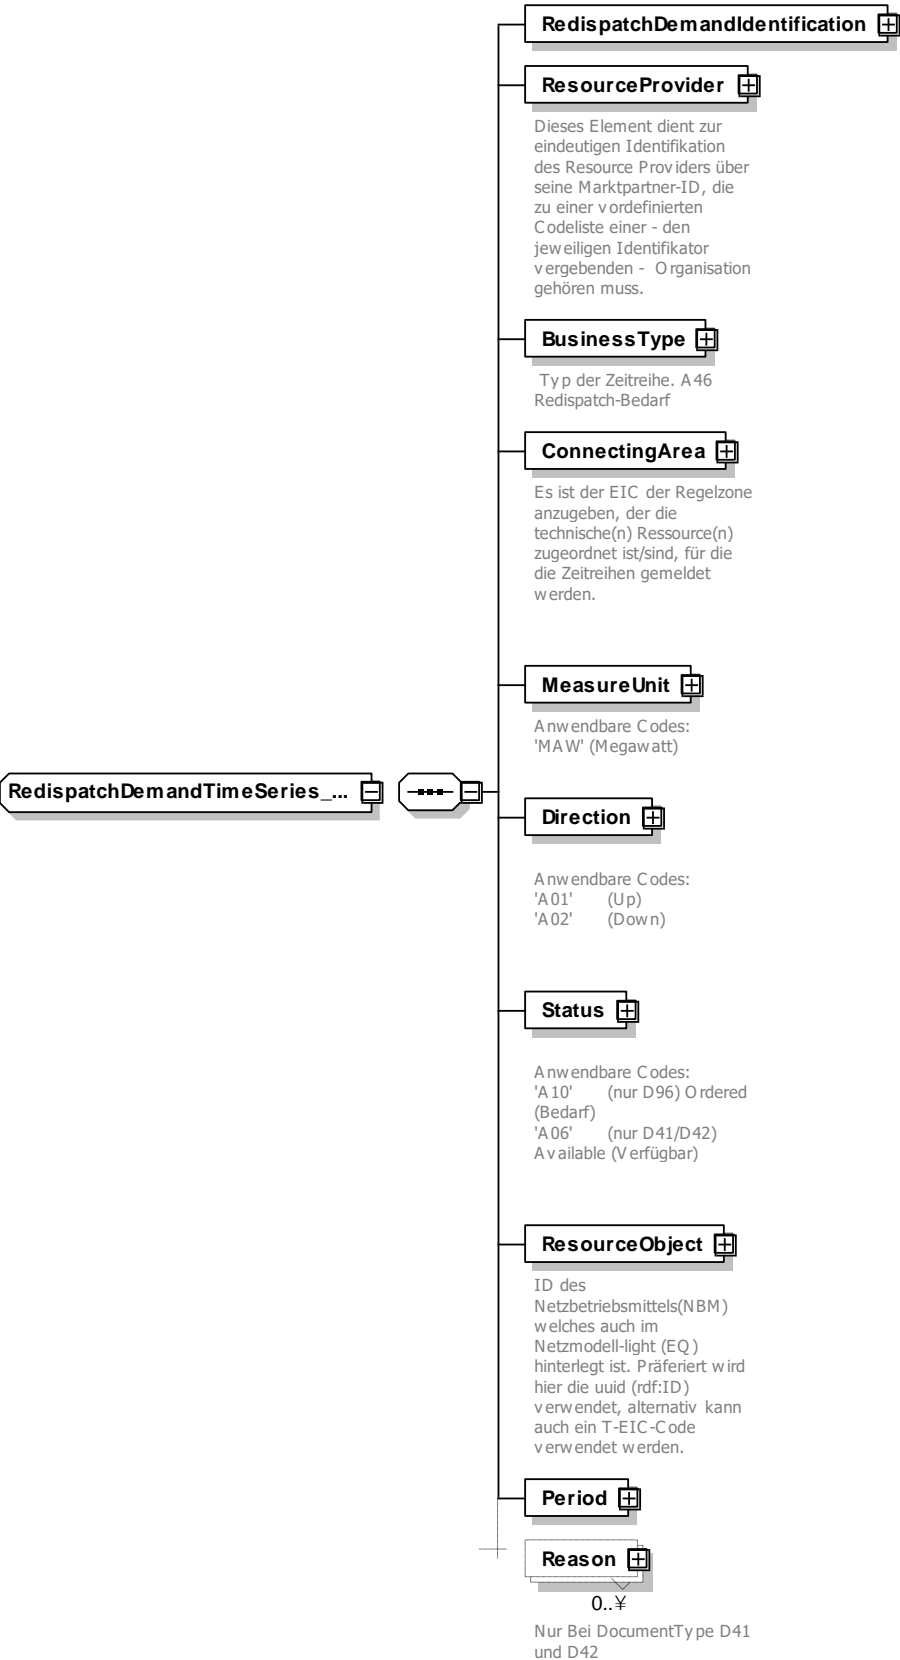 RedispatchDemandIdentification
ResourceProvider
Dieses Element dient zur
eindeutigen Identifikation
des Resource Providers über
seine Marktpartner-ID, die
zu einer vordefinierten
Codeliste einer - den
jeweiligen Identifikator
vergebenden - Organisation
gehören muss.
BusinessType
Typ der Zeitreihe. A46
Redispatch-Bedarf
ConnectingArea
Es ist der EIC der Regelzone
anzugeben, der die
technische(n) Ressource(n)
zugeordnet ist/sind, für die
die Zeitreihen gemeldet
werden.
MeasureUnit
Anwendbare Codes:
'MAW' (Megawatt)
RedispatchDemandTimeSeries_...
Direction
Anwendbare Codes:
'A01' (Up)
'A02' (Down)
Status
Anwendbare Codes:
'A10' (nur D96) Ordered
(Bedarf)
'A06' (nur D41/D42)
Available (Verfügbar)
ResourceObject
ID des
Netzbetriebsmittels(NBM)
welches auch im
Netzmodell-light (EQ)
hinterlegt ist. Präferiert wird
hier die uuid (rdf:ID)
verwendet, alternativ kann
auch ein T-EIC-Code
verwendet werden.
Period
Reason
0..¥
Nur Bei DocumentType D41
und D42